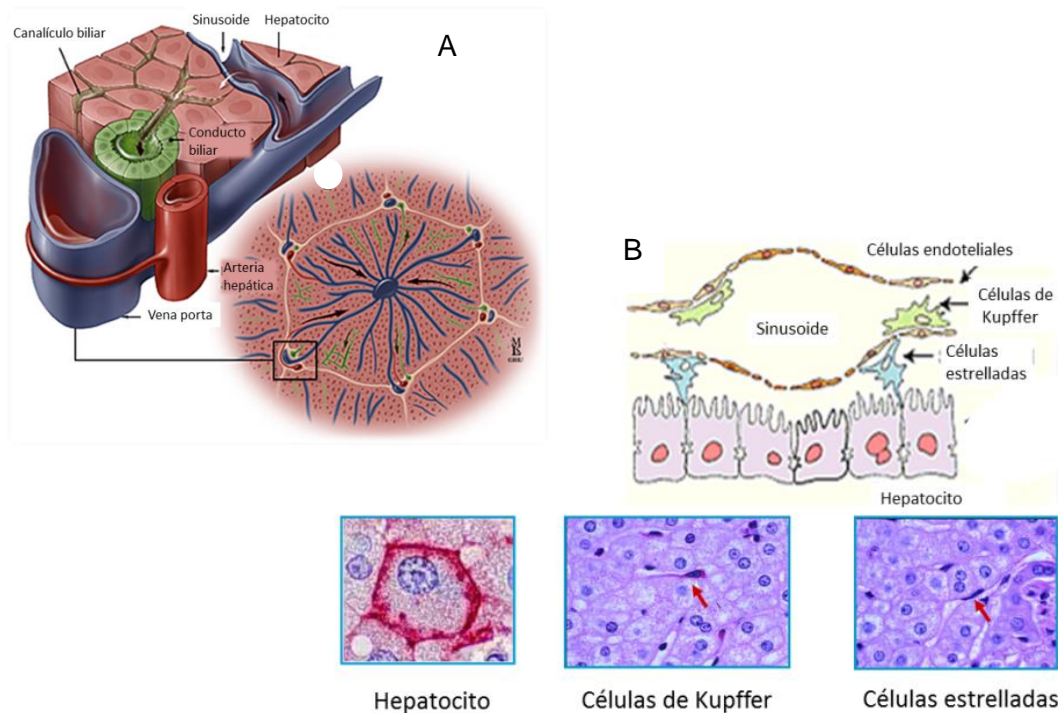 Canalículo biliar
Sinusoide
Hepatocito
A
Conducto
biliar
Arteria
hepática
Vena porta
B
Células endoteliales
Células de
Kupffer
Sinusoide
Células
estrelladas
Hepatocito
Hepatocito
Células de Kupffer
Células estrelladas